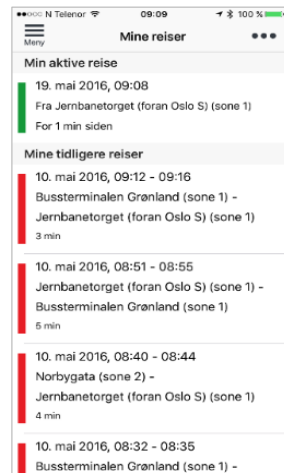 N Telenor 09:09 100 %
Meny Mine reiser
Min aktive reise
19. mai 2016, 09:08
Fra Jernbanetorget (foran Oslo S) (sone 1)
For 1 min siden
Mine tidligere reiser
10. mai 2016, 09:12 - 09:16
Bussterminalen Grønland (sone 1) -
Jernbanetorget (foran Oslo S) (sone 1)
3 min
10. mai 2016, 08:51 - 08:55
Jernbanetorget (foran Oslo S) (sone 1) -
Bussterminalen Grønland (sone 1)
5 min
10. mai 2016, 08:40 - 08:44
Norbygata (sone 2) -
Jernbanetorget (foran Oslo S) (sone 1)
4 min
10. mai 2016, 08:32 - 08:35
Bussterminalen Grønland (sone 1) -